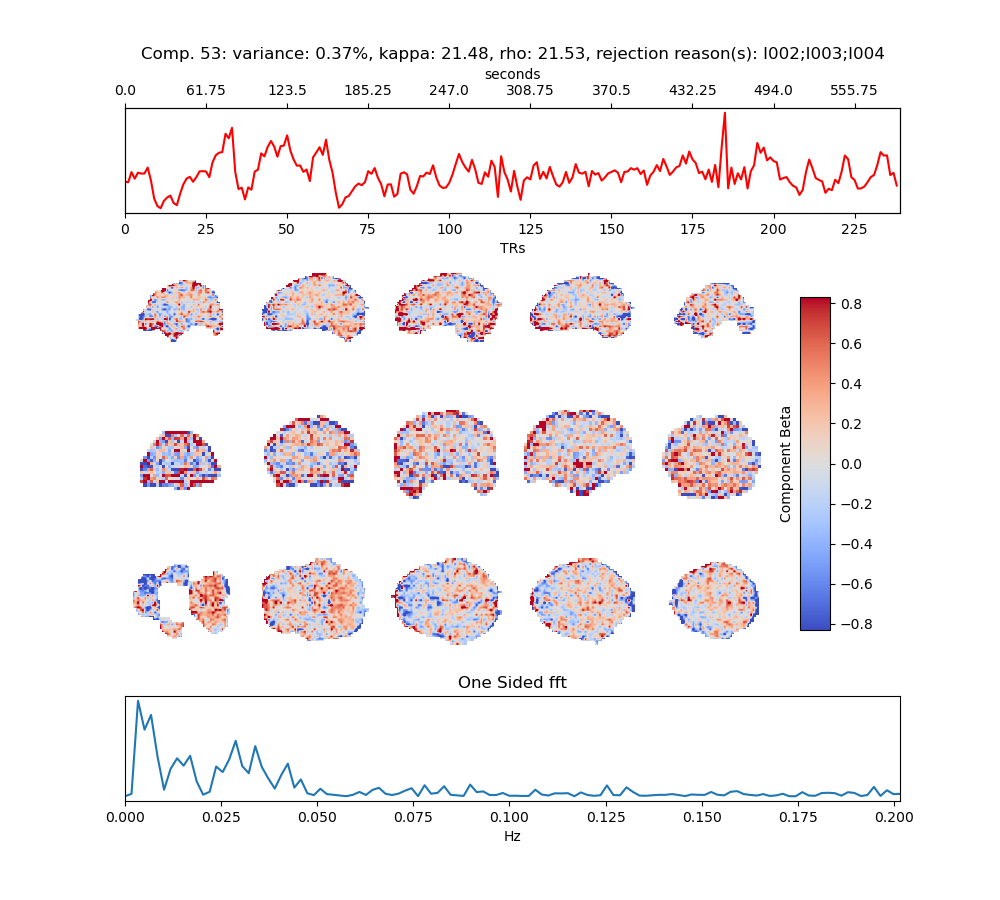 Comp. 53: variance: 0.37%, kappa: 21.48, rho: 21.53, rejection reason(s): I002;I003;I004
seconds
0.0 61.75 123.5 185.25 247.0 308.75 370.5 432.25 494.0 555.75
0 25 50 75 100 125 150 175 200 225
TRs
0.8
0.6
0.4
0.2
0.0
−0.2
−0.4
−0.6
−0.8
Component Beta
One Sided fft
0.000 0.025 0.050 0.075 0.100 0.125 0.150 0.175 0.200
Hz